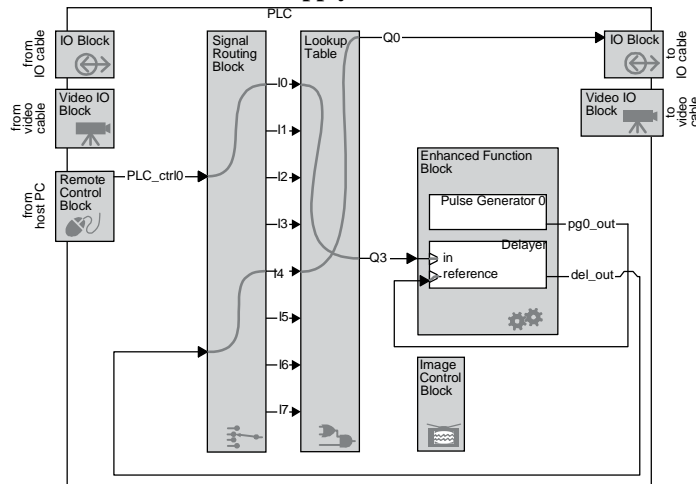 PLC
from
IO cable
IO Block
from
video
cable
Video IO
Block
from
host PC
Remote
Control
Block
PLC_ctrl0
Signal
Routing
Block
I0
I1
I2
I3
I4
I5
I6
I7
Lookup
Table
Q0
Q3
Enhanced Function
Block
Pulse Generator 0
pg0_out
Delayer
in
reference
del_out
Image
Control
Block
IO Block
to
IO cable
Video IO
Block
to
video
cable